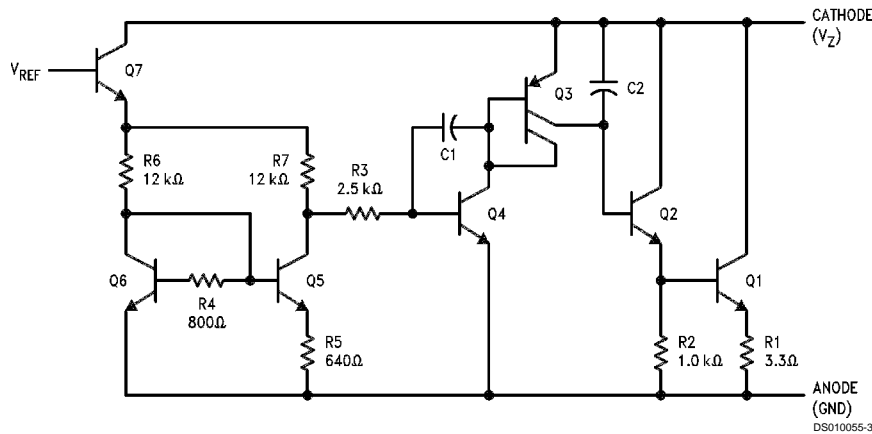 CATHODE
(VZ)
VREF
Q7
Q3
C2
C1
R6
12 kΩ
R7
12 kΩ
R3
2.5 kΩ
Q4
Q2
Q6
R4
800Ω
Q5
Q1
R5
640Ω
R2
1.0 kΩ
R1
3.3Ω
ANODE
(GND)
DS010055-3